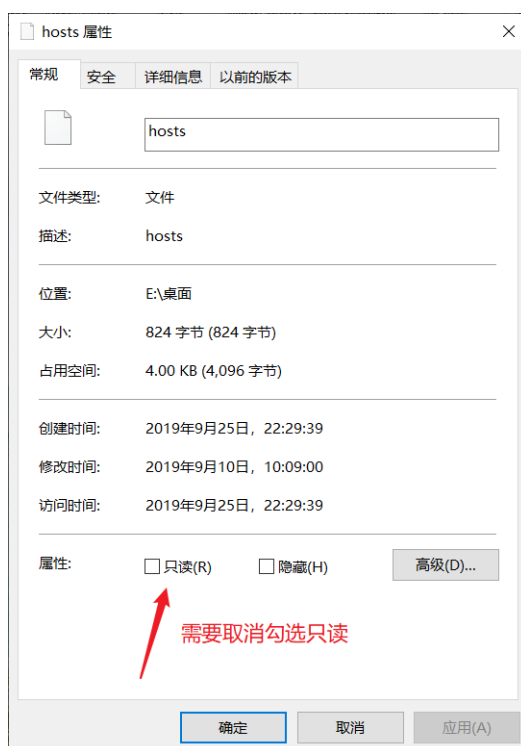 hosts 属性
常规 安全 详细信息 以前的版本
hosts
文件类型: 文件
描述: hosts
位置: E:\桌面
大小: 824 字节 (824 字节)
占用空间: 4.00 KB (4,096 字节)
创建时间: 2019年9月25日，22:29:39
修改时间: 2019年9月10日，10:09:00
访问时间: 2019年9月25日，22:29:39
属性: 只读(R) 隐藏(H) 高级(D)...
需要取消勾选只读
确定 取消 应用(A)